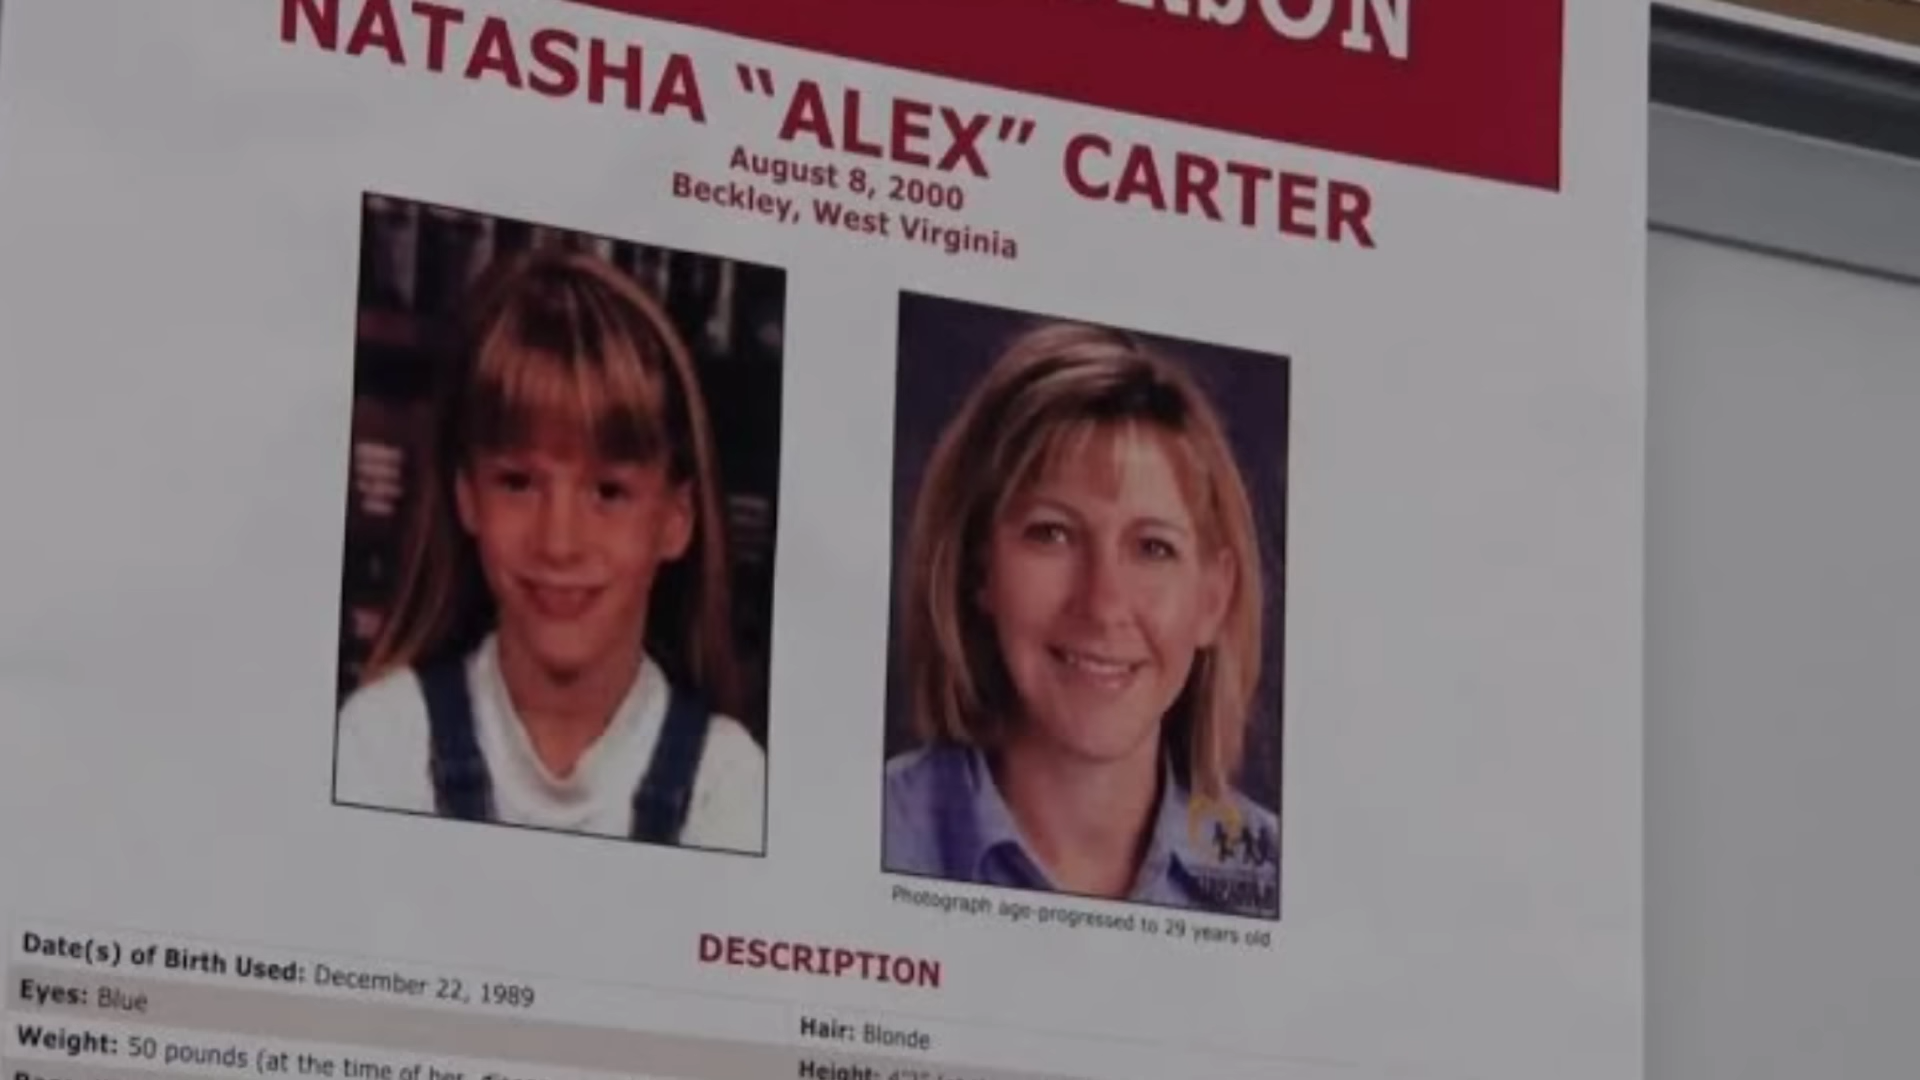 NATASHA “ALEX” CARTER
August 8, 2000
Beckley, West Virginia
Photograph age-progressed to 29 years old
DESCRIPTION
Date(s) of Birth Used: December 22, 1989
Hair: Blonde
Eyes: Blue
Height:
Weight: 50 pounds (at the time of her